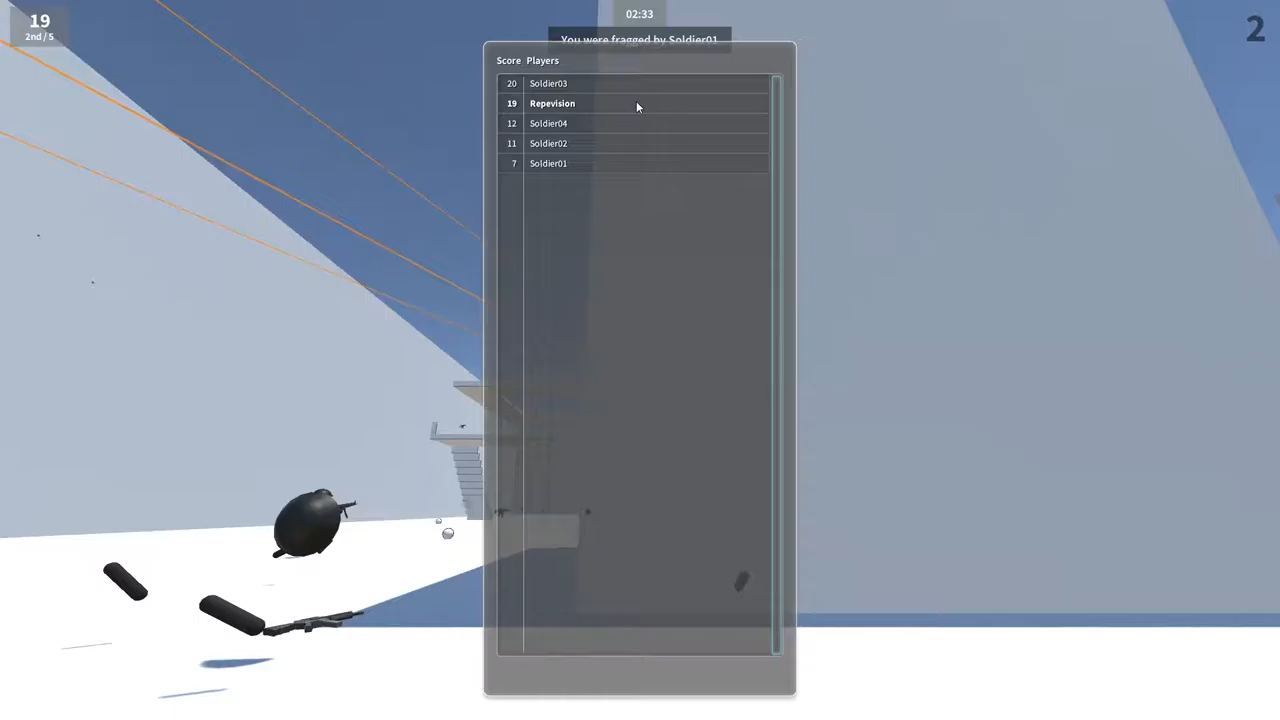 19
2nd / 5
02:33
2
You were fragged by Soldier01
Score Players
20 Soldier03
19 Repevision
12 Soldier04
11 Soldier02
7 Soldier01